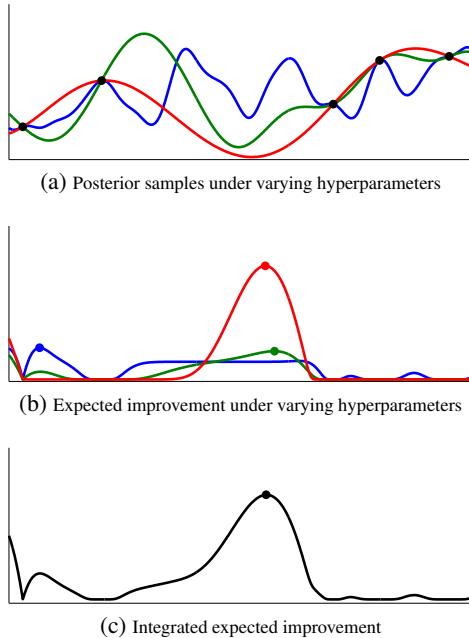 (a) Posterior samples under varying hyperparameters
(b) Expected improvement under varying hyperparameters
(c) Integrated expected improvement